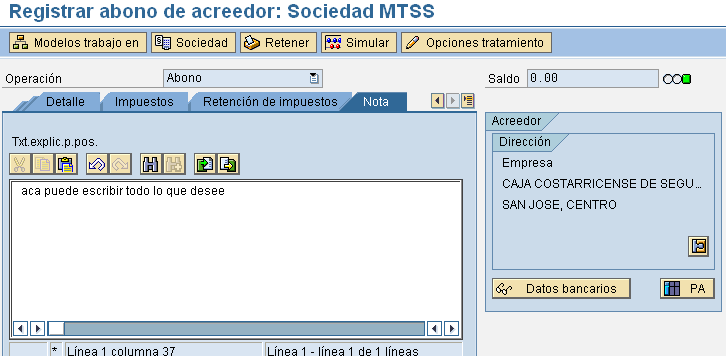 Registrar abono de acreedor: Sociedad MTSS
Modelos trabajo en Sociedad Retener Simular Opciones tratamiento
Operación Abono Saldo 0.00
Detalle Impuestos Retención de impuestos Nota
Acreedor
Txt.explic.p.pos.
Dirección
Empresa
CAJA COSTARRICENSE DE SEGU...
SAN JOSE, CENTRO
aca puede escribir todo lo que desee
Datos bancarios PA
* Línea 1 columna 37 Línea 1 - línea 1 de 1 líneas